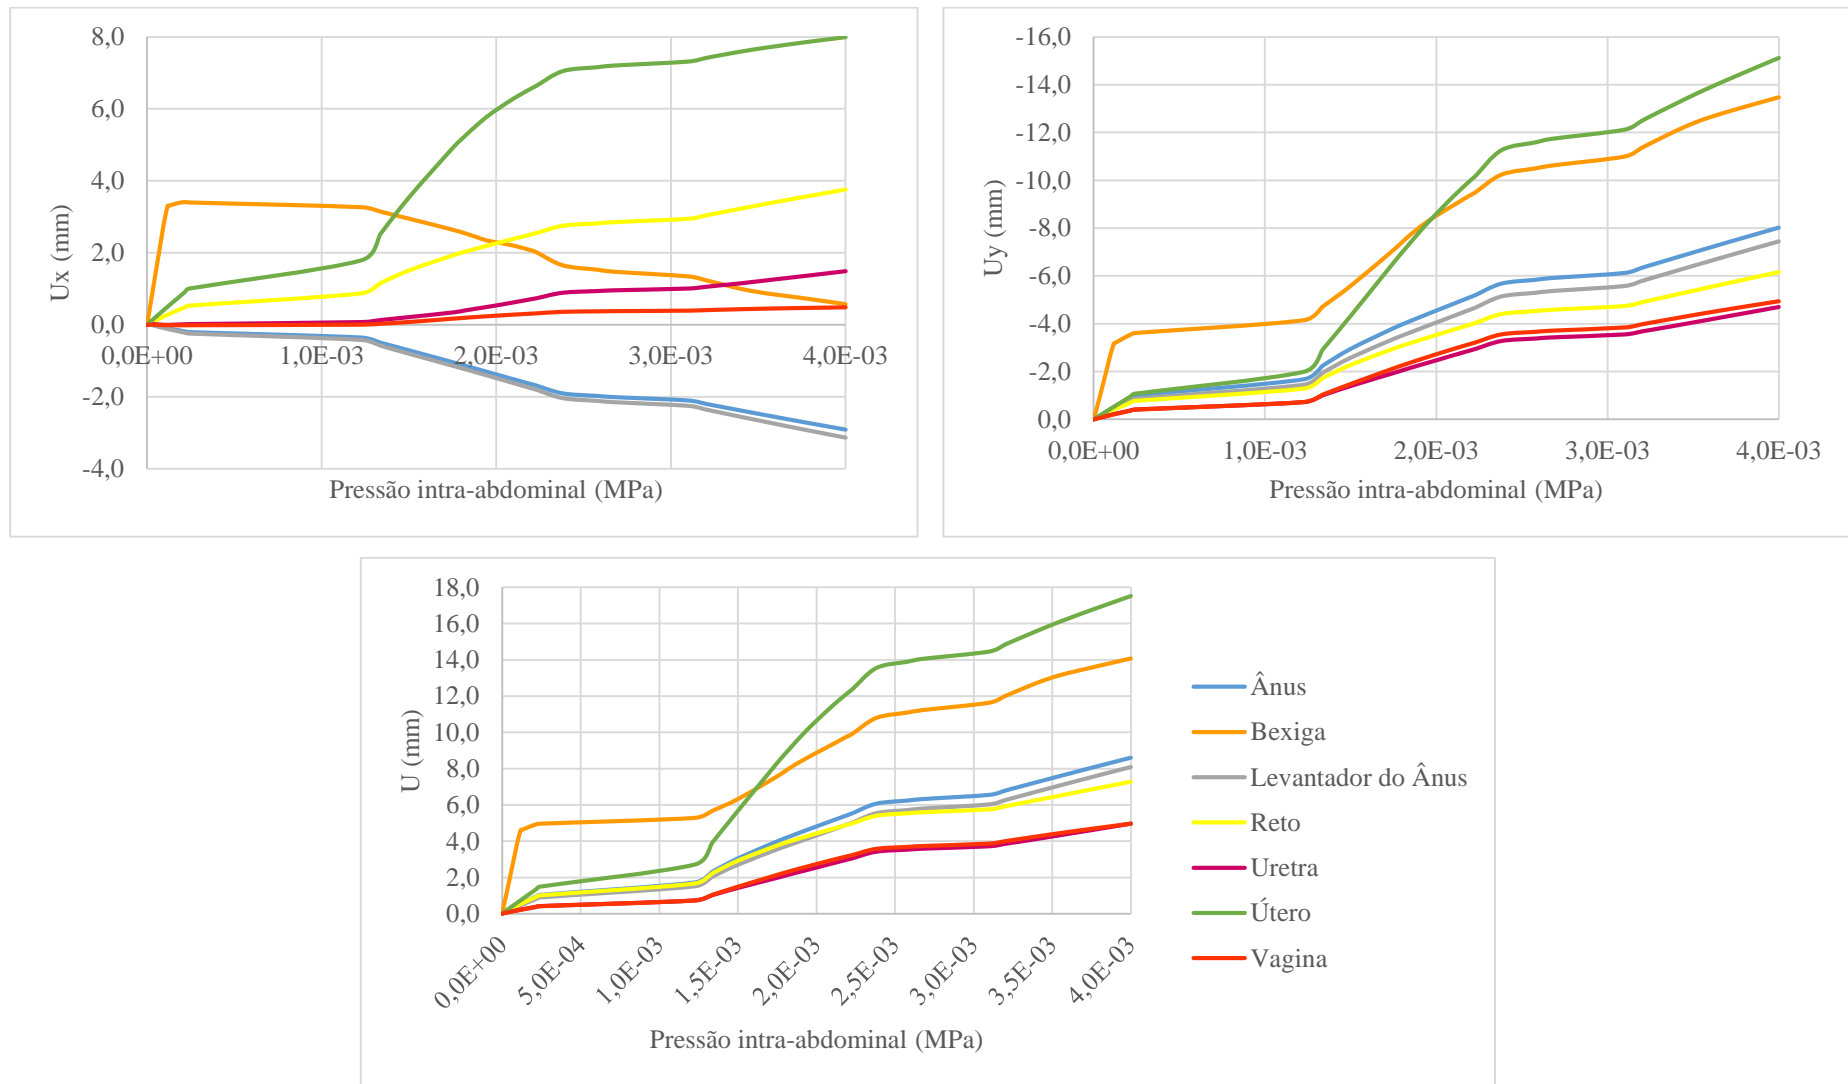 8,0
6,0
4,0
2,0
0,0
-2,0
-4,0
0,0E+00 1,0E-03 2,0E-03 3,0E-03 4,0E-03
Ux (mm)
Pressão intra-abdominal (MPa)
-16,0
-14,0
-12,0
-10,0
-8,0
-6,0
-4,0
-2,0
0,0
0,0E+00 1,0E-03 2,0E-03 3,0E-03 4,0E-03
Uy (mm)
Pressão intra-abdominal (MPa)
18,0
16,0
14,0
12,0
10,0
8,0
6,0
4,0
2,0
0,0
0,0E+00 5,0E-04 1,0E-03 1,5E-03 2,0E-03 2,5E-03 3,0E-03 3,5E-03 4,0E-03
U (mm)
Pressão intra-abdominal (MPa)
Ânus
Bexiga
Levantador do Ânus
Reto
Uretra
Útero
Vagina